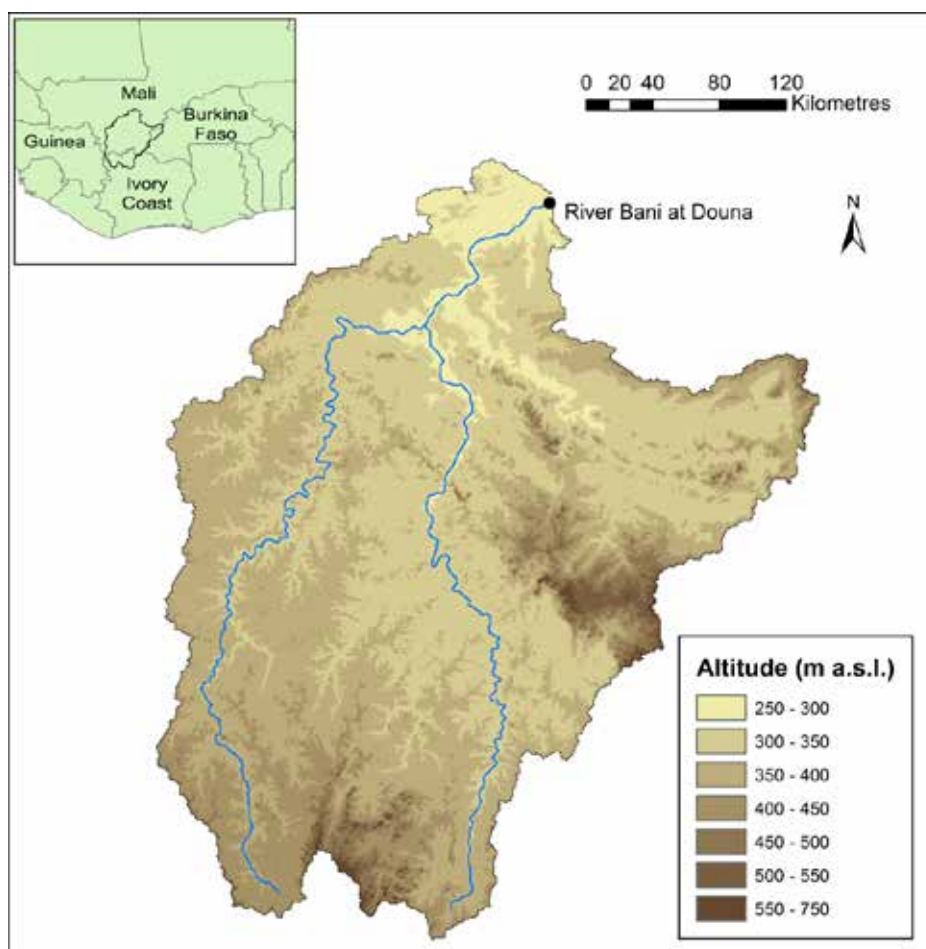 Mali
Burkina
Faso
Guinea
Ivory
Coast
0 20 40 80 120
Kilometres
River Bani at Douna
N
Altitude (m a.s.l.)
250 - 300
300 - 350
350 - 400
400 - 450
450 - 500
500 - 550
550 - 750